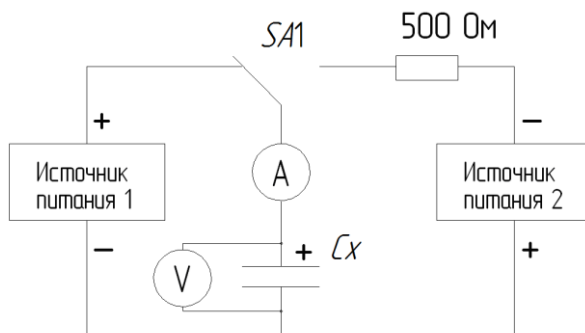 SA1
500 Ом
+
−
Источник
питания 1
A
Источник
питания 2
−
+
Cx
+
V